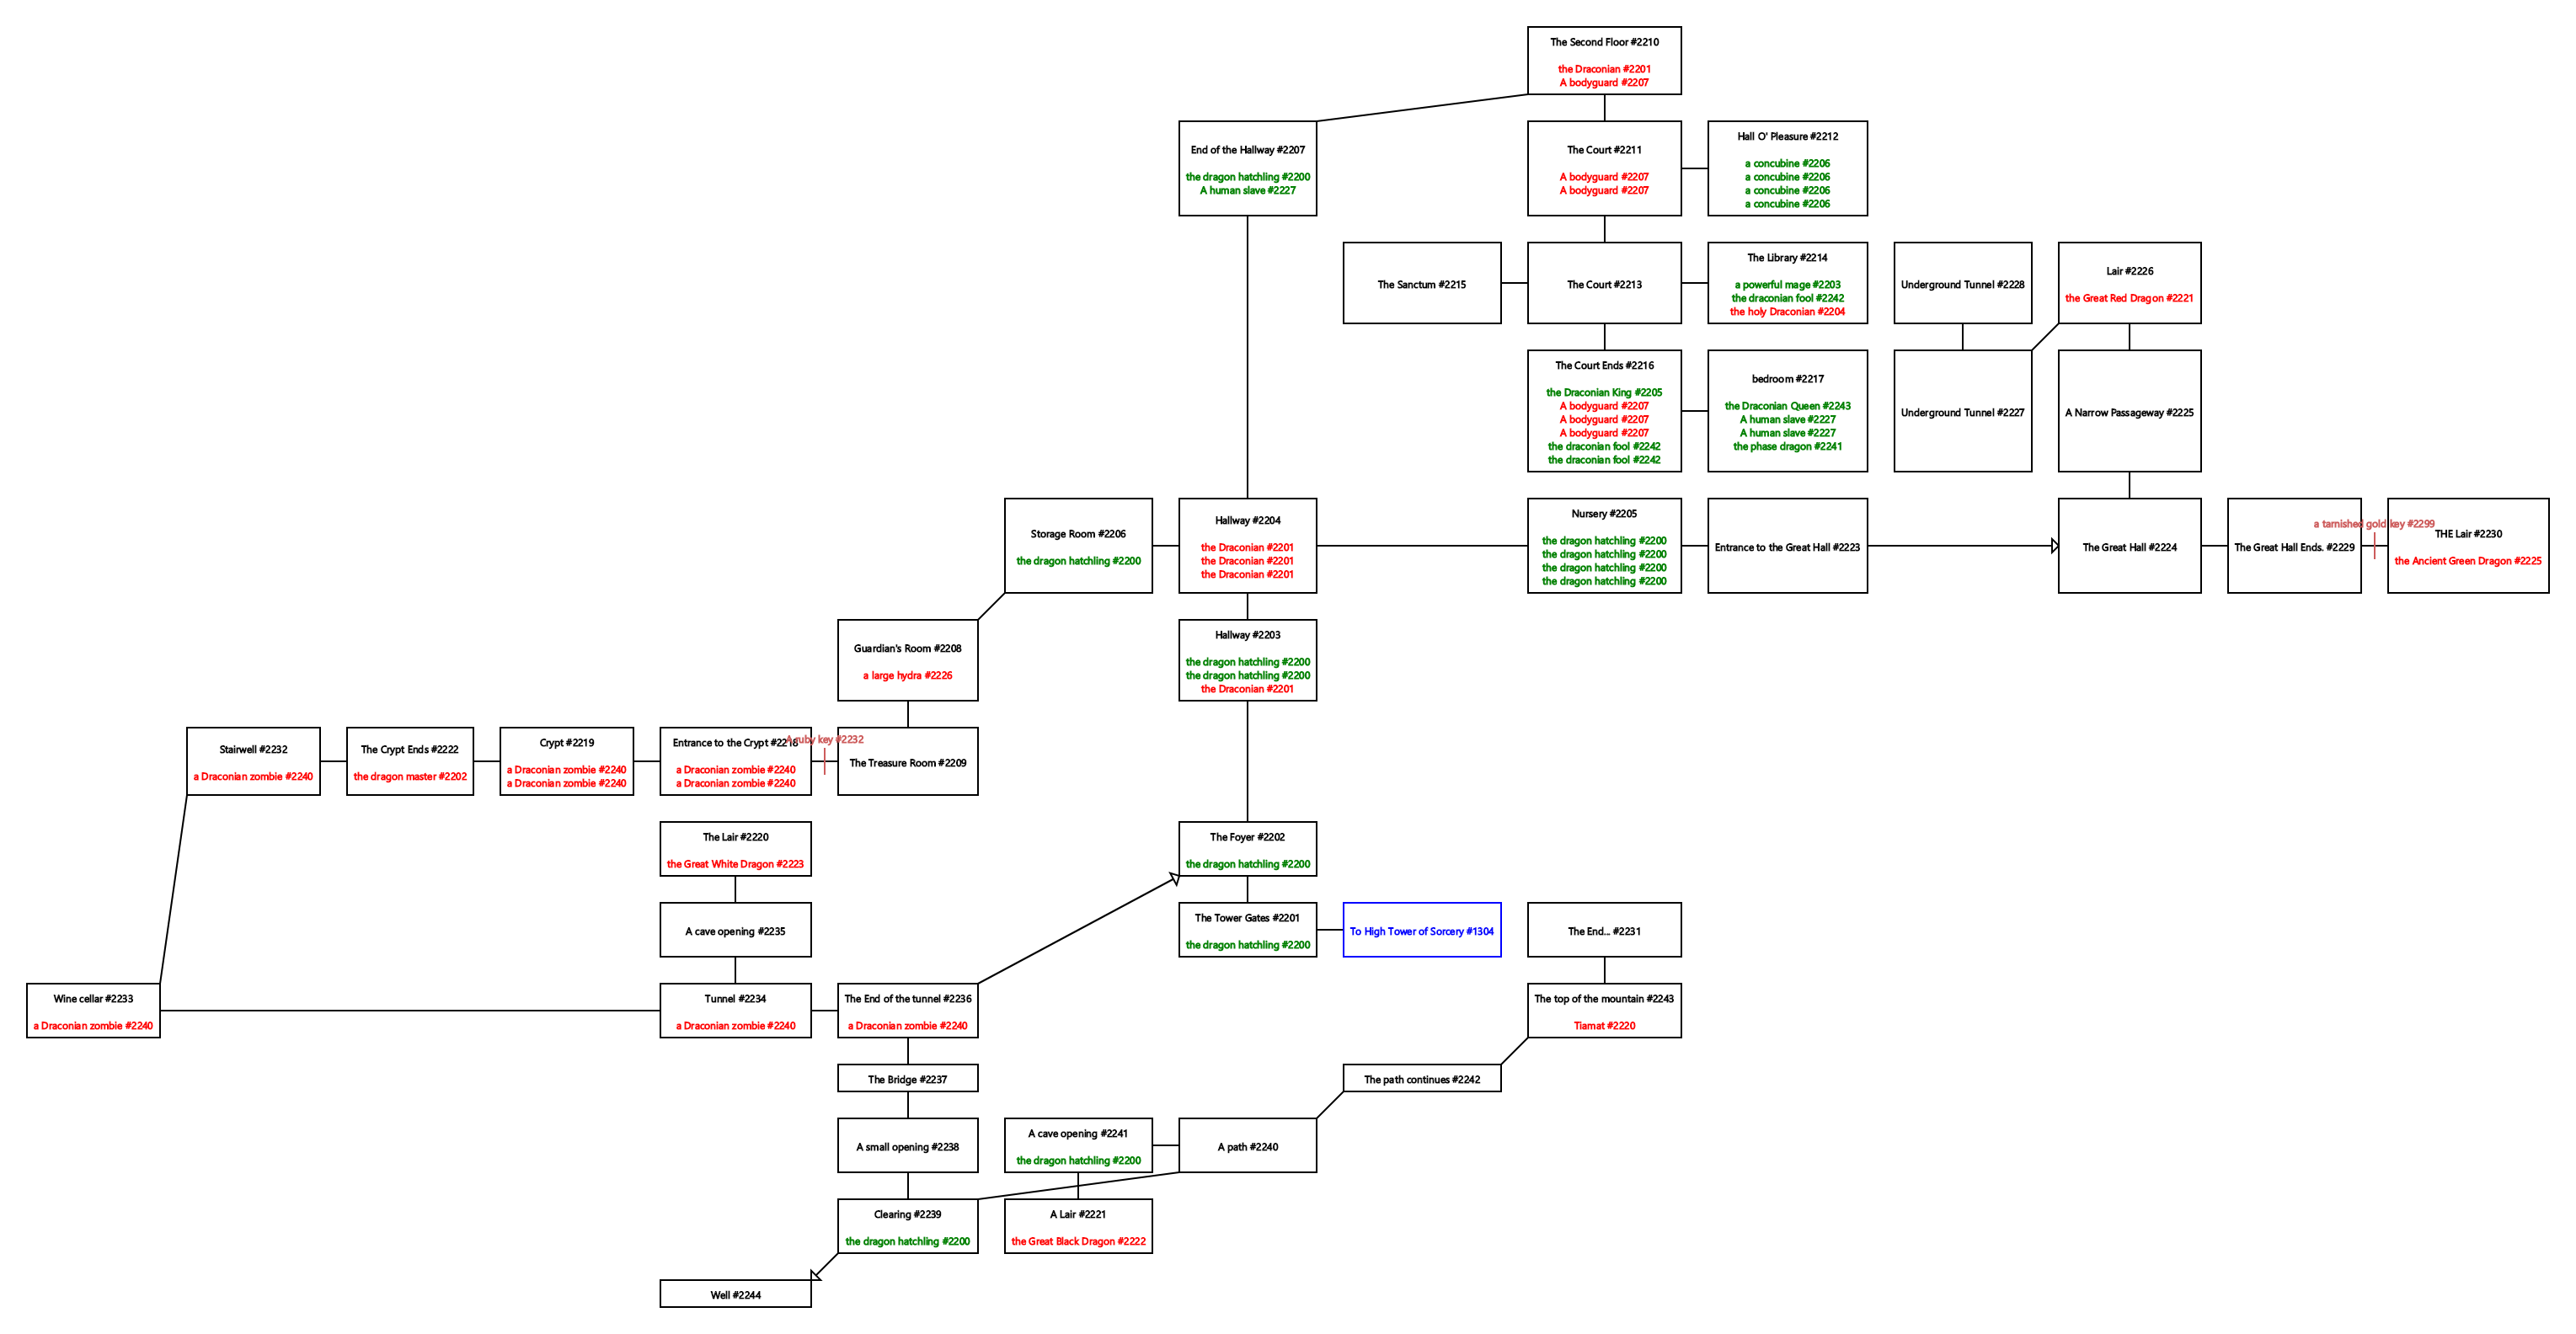 The Second Floor #2210
the Draconian #2201
A bodyguard #2207
End of the Hallway #2207
the dragon hatchling #2200
A human slave #2227
The Court #2211
A bodyguard #2207
A bodyguard #2207
Hall O' Pleasure #2212
a concubine #2206
a concubine #2206
a concubine #2206
a concubine #2206
The Sanctum #2215
The Court #2213
The Library #2214
a powerful mage #2203
the draconian fool #2242
the holy Draconian #2204
Underground Tunnel #2228
Lair #2226
the Great Red Dragon #2221
The Court Ends #2216
the Draconian King #2205
A bodyguard #2207
A bodyguard #2207
A bodyguard #2207
the draconian fool #2242
the draconian fool #2242
bedroom #2217
the Draconian Queen #2243
A human slave #2227
A human slave #2227
the phase dragon #2241
Underground Tunnel #2227
A Narrow Passageway #2225
Storage Room #2206
the dragon hatchling #2200
Hallway #2204
the Draconian #2201
the Draconian #2201
the Draconian #2201
Nursery #2205
the dragon hatchling #2200
the dragon hatchling #2200
the dragon hatchling #2200
the dragon hatchling #2200
Entrance to the Great Hall #2223
The Great Hall #2224
The Great Hall Ends. #2229
a tarnished gold key #2299
THE Lair #2230
the Ancient Green Dragon #2225
Guardian's Room #2208
a large hydra #2226
Hallway #2203
the dragon hatchling #2200
the dragon hatchling #2200
the Draconian #2201
Stairwell #2232
a Draconian zombie #2240
The Crypt Ends #2222
the dragon master #2202
Crypt #2219
a Draconian zombie #2240
a Draconian zombie #2240
Entrance to the Crypt #2218
a Draconian zombie #2240
a Draconian zombie #2240
A ruby key #2232
The Treasure Room #2209
The Lair #2220
the Great White Dragon #2223
The Foyer #2202
the dragon hatchling #2200
A cave opening #2235
The Tower Gates #2201
the dragon hatchling #2200
To High Tower of Sorcery #1304
The End... #2231
Wine cellar #2233
a Draconian zombie #2240
Tunnel #2234
a Draconian zombie #2240
The End of the tunnel #2236
a Draconian zombie #2240
The top of the mountain #2243
Tiamat #2220
The Bridge #2237
The path continues #2242
A small opening #2238
A cave opening #2241
the dragon hatchling #2200
A path #2240
Clearing #2239
the dragon hatchling #2200
A Lair #2221
the Great Black Dragon #2222
Well #2244